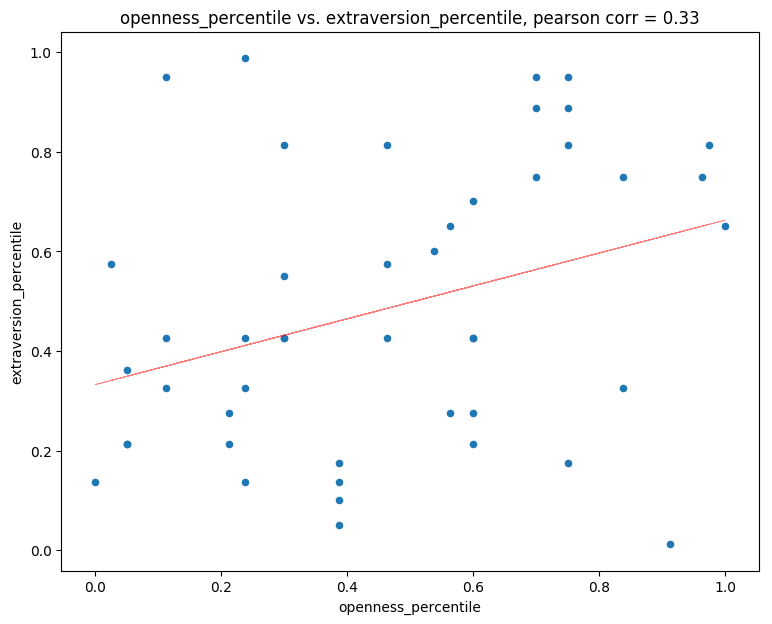 openness_percentile vs. extraversion_percentile, pearson corr = 0.33
1.0
0.8
0.6
0.4
0.2
0.0
extraversion_percentile
0.0 0.2 0.4 0.6 0.8 1.0
openness_percentile